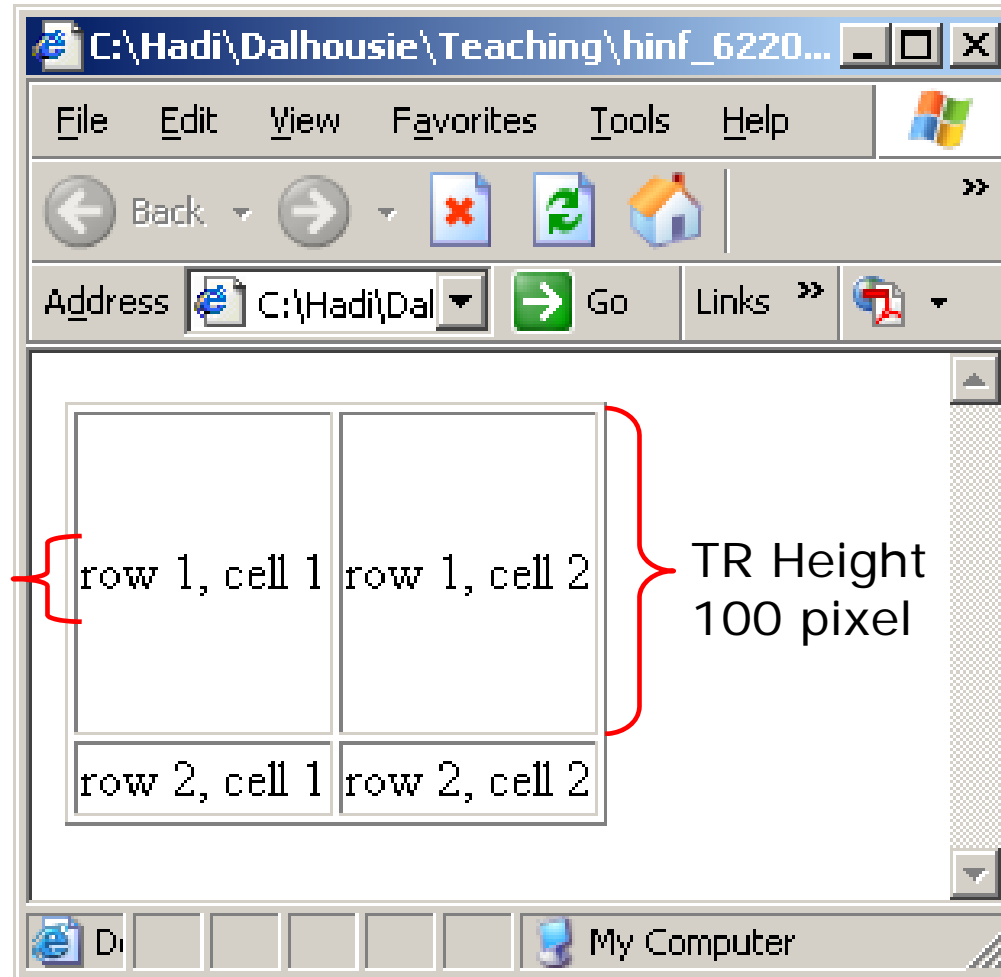 C:\Hadi\Dalhousie\Teaching\hinf_6220...
File Edit View Favorites Tools Help
Back »
Address C:\Hadi\Dal Go Links »
row 1, cell 1 row 1, cell 2
TR Height
100 pixel
row 2, cell 1 row 2, cell 2
My Computer